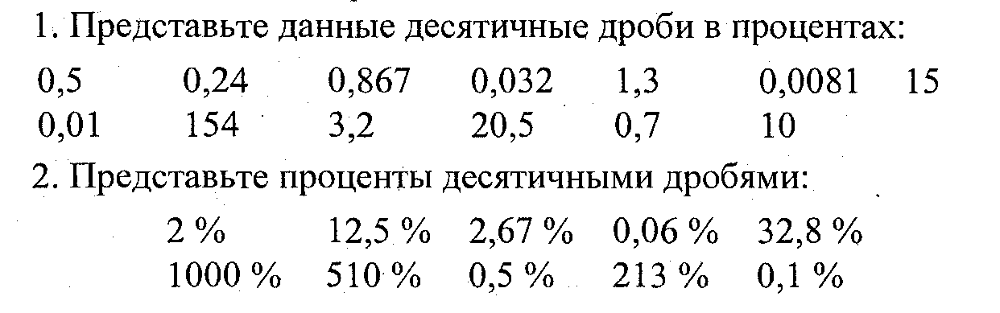 1. Представьте данные десятичные дроби в процентах:
0,5 0,24 0,867 0,032 1,3 0,0081 15
0,01 154 3,2 20,5 0,7 10
2. Представьте проценты десятичными дробями:
2 % 12,5 % 2,67 % 0,06 % 32,8 %
1000 % 510 % 0,5 % 213 % 0,1 %